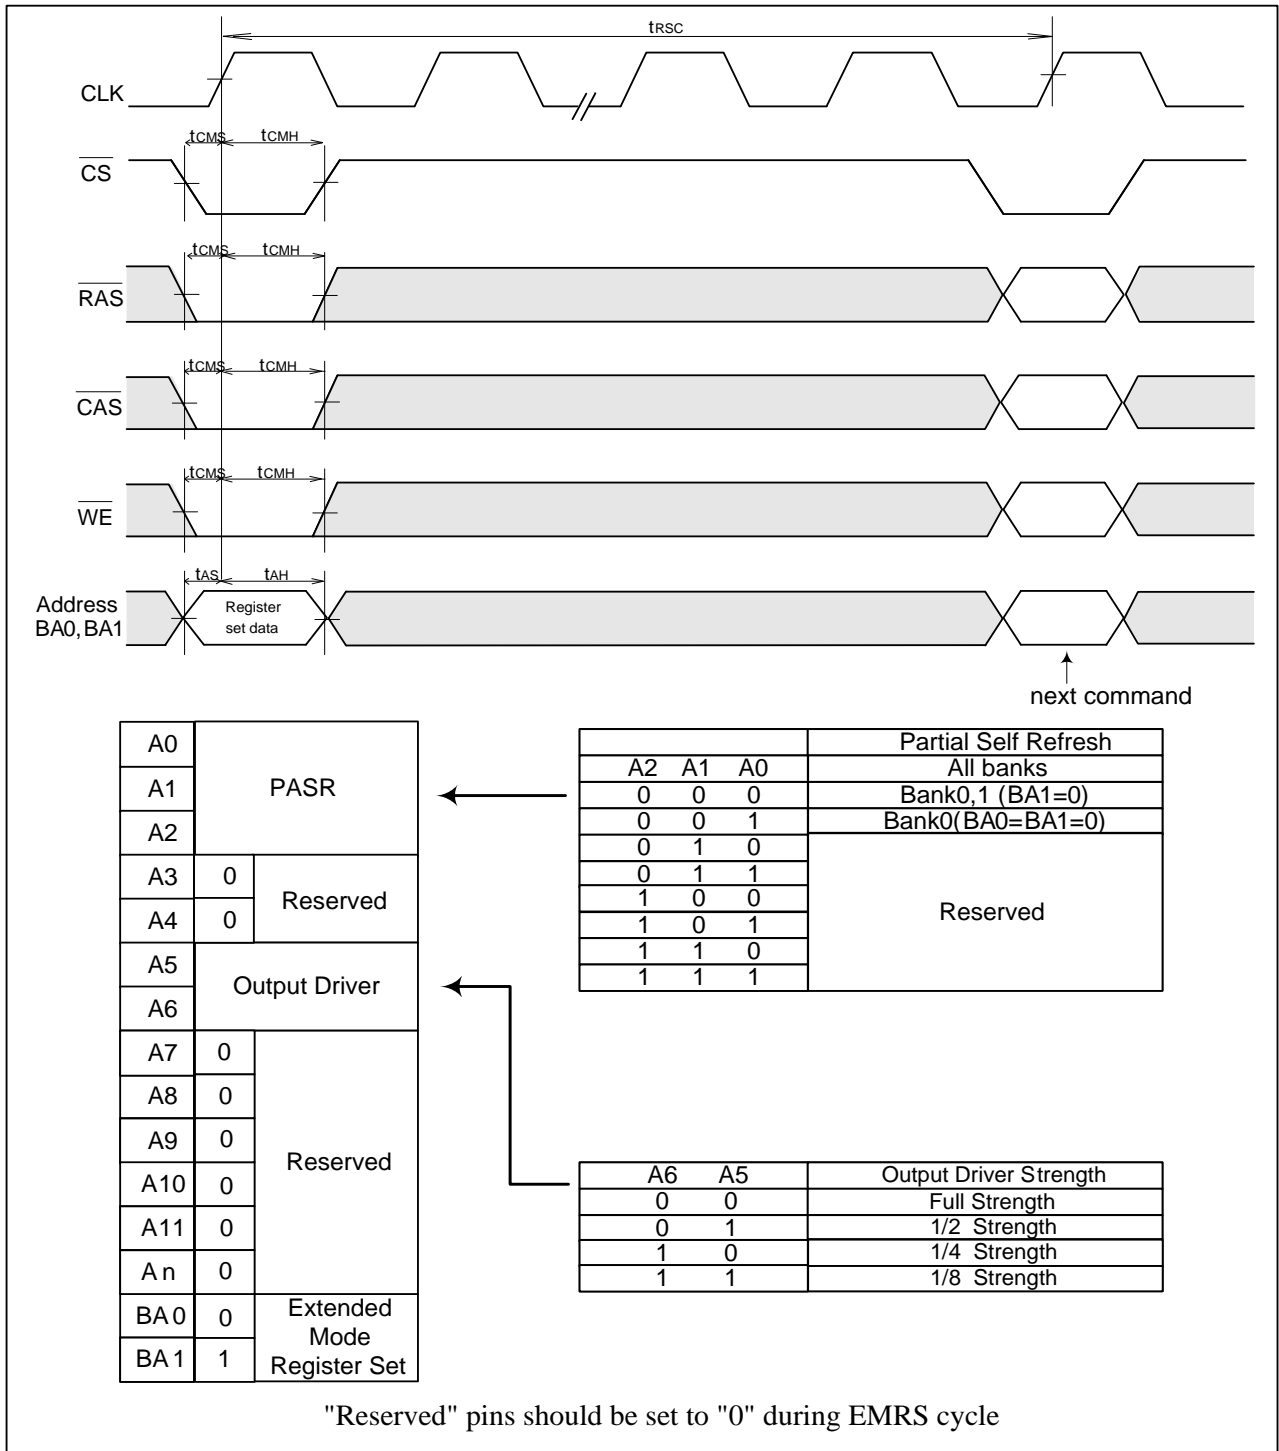 tRSC
CLK
tCMS tCMH
CS
tCMS tCMH
RAS
tCMS tCMH
CAS
tCMS tCMH
WE
tAS tAH
Address
BA0, BA1
Register
set data
next command
A0
A1
A2
PASR
A3 0
A4 0
Reserved
A5
A6
Output Driver
A7 0
A8 0
A9 0
A10 0
A11 0
An 0
Reserved
BA0 0
BA1 1
Extended
Mode
Register Set
Partial Self Refresh
A2 A1 A0 All banks
0 0 0 Bank0,1 (BA1=0)
0 0 1 Bank0(BA0=BA1=0)
0 1 0
0 1 1
1 0 0
1 0 1
1 1 0
1 1 1
Reserved
A6 A5 Output Driver Strength
0 0 Full Strength
0 1 1/2 Strength
1 0 1/4 Strength
1 1 1/8 Strength
"Reserved" pins should be set to "0" during EMRS cycle